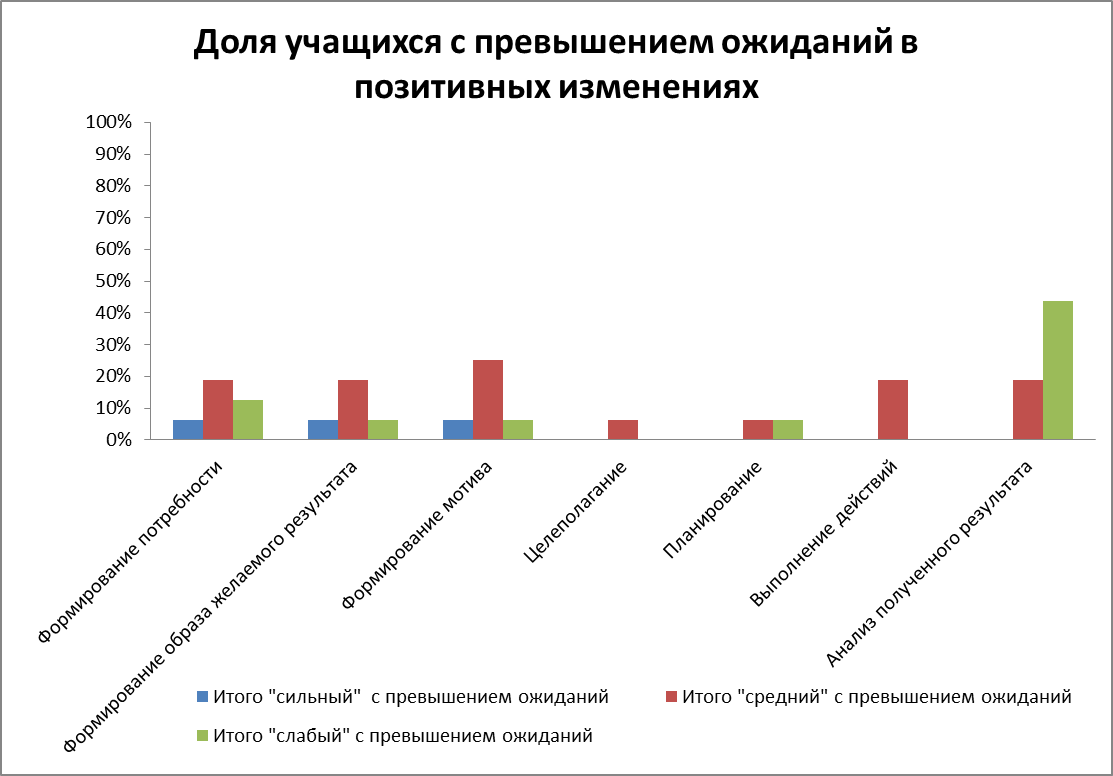 Доля учащихся с превышением ожиданий в
позитивных изменениях
100%
90%
80%
70%
60%
50%
40%
30%
20%
10%
0%
Формирование потребности
Формирование образа желаемого результата
Формирование мотива
Целеполагание
Планирование
Выполнение действий
Анализ полученного результата
Итого "сильный"  с превышением ожиданий
Итого "средний" с превышением ожиданий
Итого "слабый" с превышением ожиданий